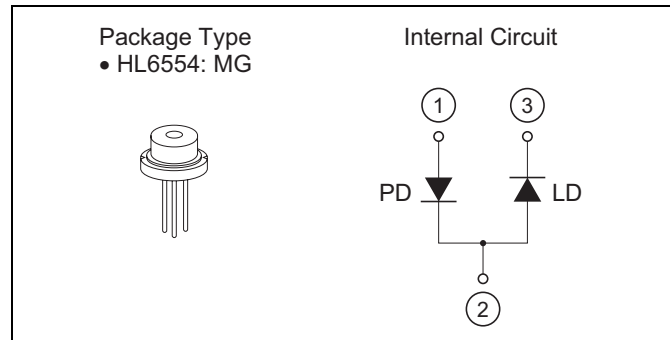 Package Type
• HL6554: MG
Internal Circuit
1
3
PD
LD
2